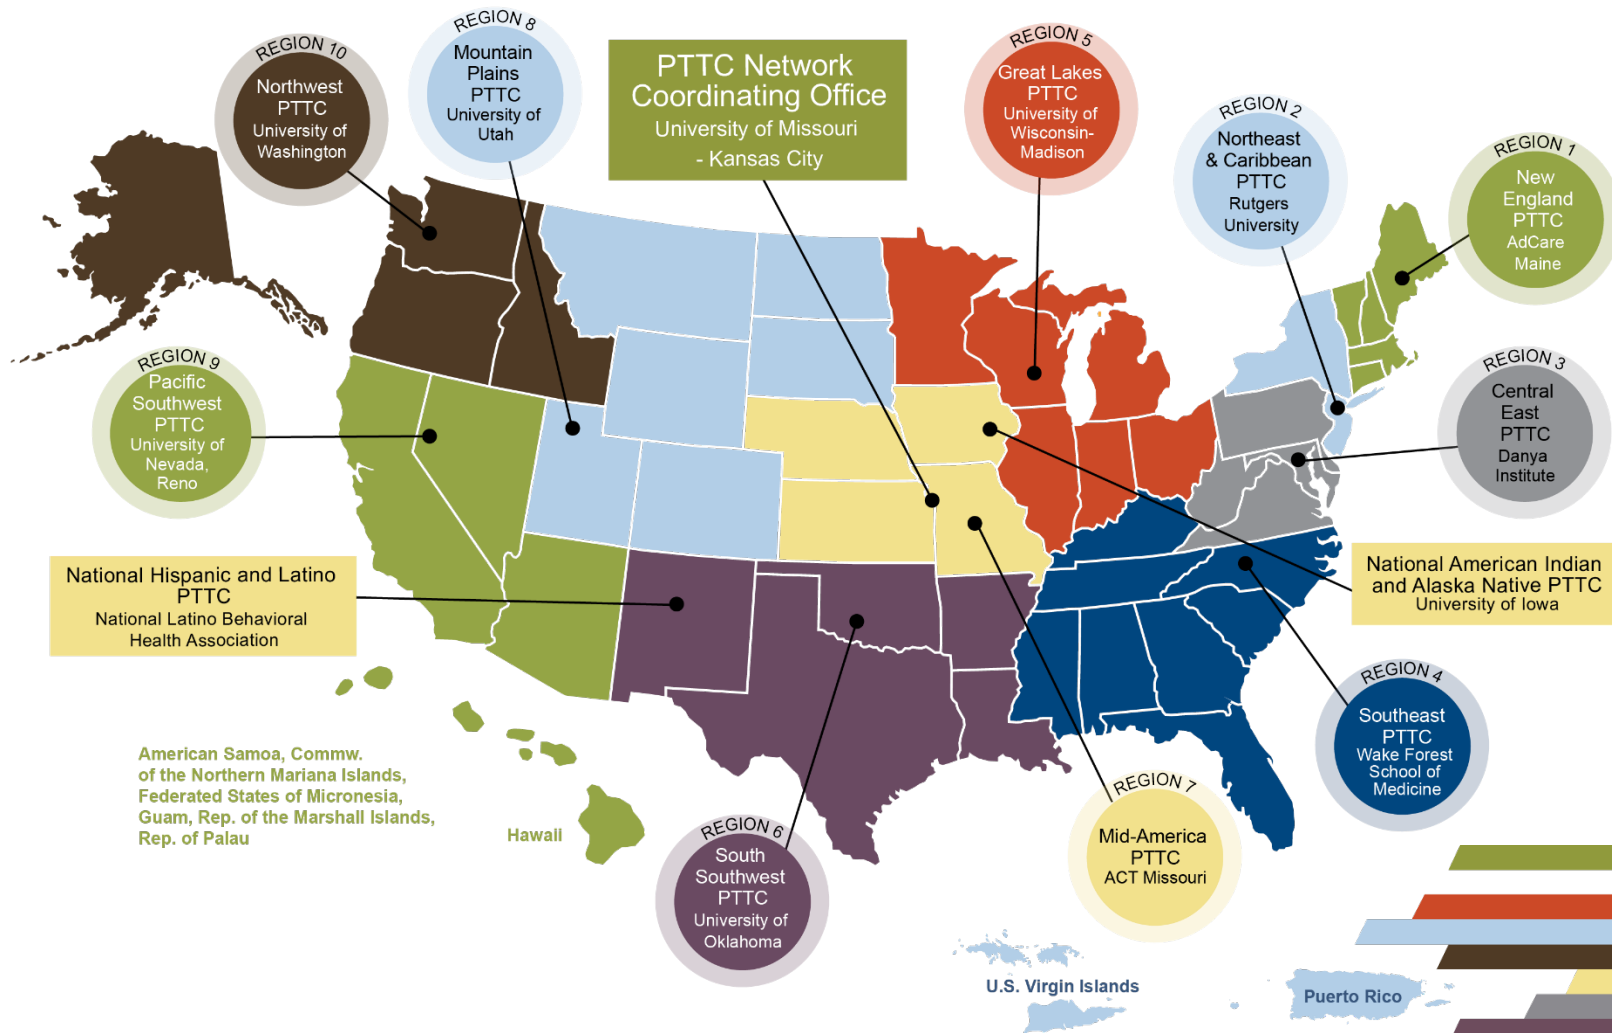 REGION 10
Northwest
PTTC
University of
Washington
REGION 8
Mountain
Plains
PTTC
University of
Utah
PTTC Network
Coordinating Office
University of Missouri
- Kansas City
REGION 5
Great Lakes
PTTC
University of
Wisconsin-
Madison
REGION 2
Northeast
& Caribbean
PTTC
Rutgers
University
REGION 1
New
England
PTTC
AdCare
Maine
REGION 9
Pacific
Southwest
PTTC
University of
Nevada,
Reno
REGION 3
Central
East
PTTC
Danya
Institute
National Hispanic and Latino
PTTC
National Latino Behavioral
Health Association
National American Indian
and Alaska Native PTTC
University of Iowa
REGION 4
Southeast
PTTC
Wake Forest
School of
Medicine
American Samoa, Commw.
of the Northern Mariana Islands,
Federated States of Micronesia,
Guam, Rep. of the Marshall Islands,
Rep. of Palau
Hawaii
REGION 6
South
Southwest
PTTC
University of
Oklahoma
REGION 7
Mid-America
PTTC
ACT Missouri
U.S. Virgin Islands
Puerto Rico